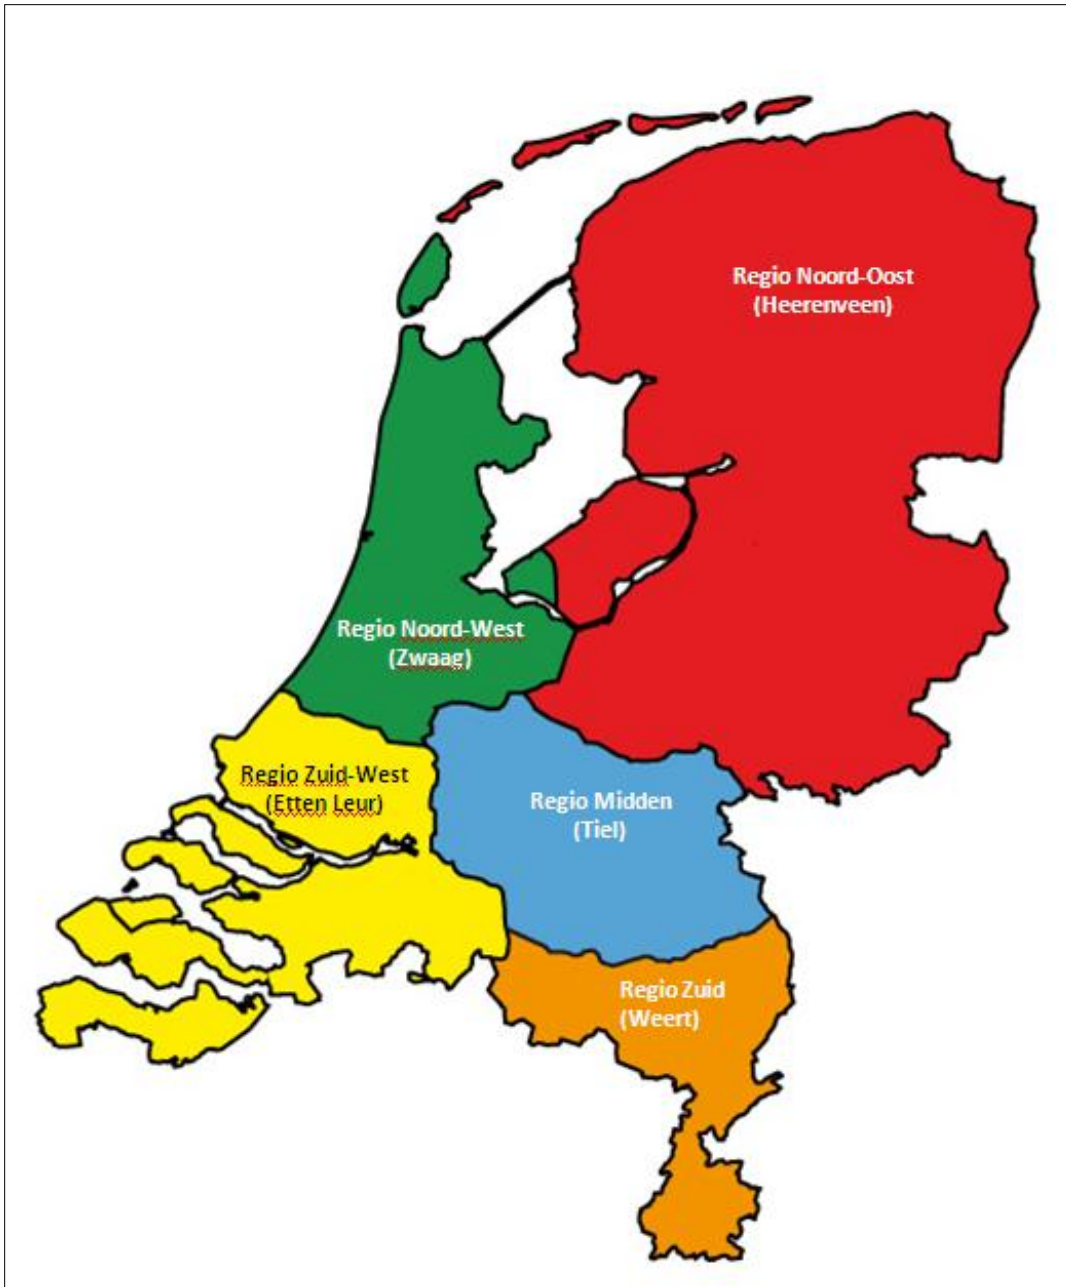 Regio Noord-Oost
(Heerenveen)
Regio Noord-West
(Zwaag)
Regio Zuid-West
(Etten Leur)
Regio Midden
(Tiel)
Regio Zuid
(Weert)